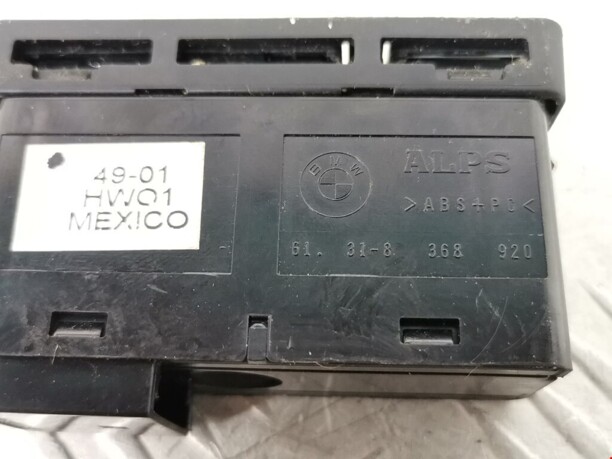 49-01
HW01
MEXICO
BMW
ALPS
>ABS+PC<
61. 31-8 368 920